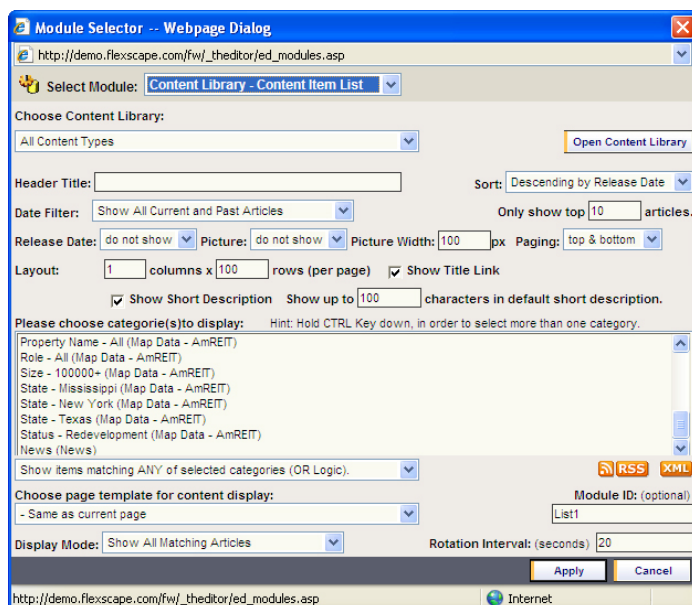 Module Selector -- Webpage Dialog
http://demo.flexscape.com/fw/_theditor/ed_modules.asp
Select Module: Content Library - Content Item List
Choose Content Library:
All Content Types Open Content Library
Header Title: Sort: Descending by Release Date
Date Filter: Show All Current and Past Articles Only show top 10 articles.
Release Date: do not show Picture: do not show Picture Width: 100 px Paging: top & bottom
Layout: 1 columns x 100 rows (per page) Show Title Link
Show Short Description Show up to 100 characters in default short description.
Please choose categorie(s)to display: Hint: Hold CTRL Key down, in order to select more than one category.
Property Name - All (Map Data - AmREIT)
Role - All (Map Data - AmREIT)
Size - 100000+ (Map Data - AmREIT)
State - Mississippi (Map Data - AmREIT)
State - New York (Map Data - AmREIT)
State - Texas (Map Data - AmREIT)
Status - Redevelopment (Map Data - AmREIT)
News (News)
Show items matching ANY of selected categories (OR Logic). RSS XML
Choose page template for content display: Module ID: (optional)
- Same as current page List1
Display Mode: Show All Matching Articles Rotation Interval: (seconds) 20
Apply Cancel
http://demo.flexscape.com/fw/_theditor/ed_modules.asp Internet